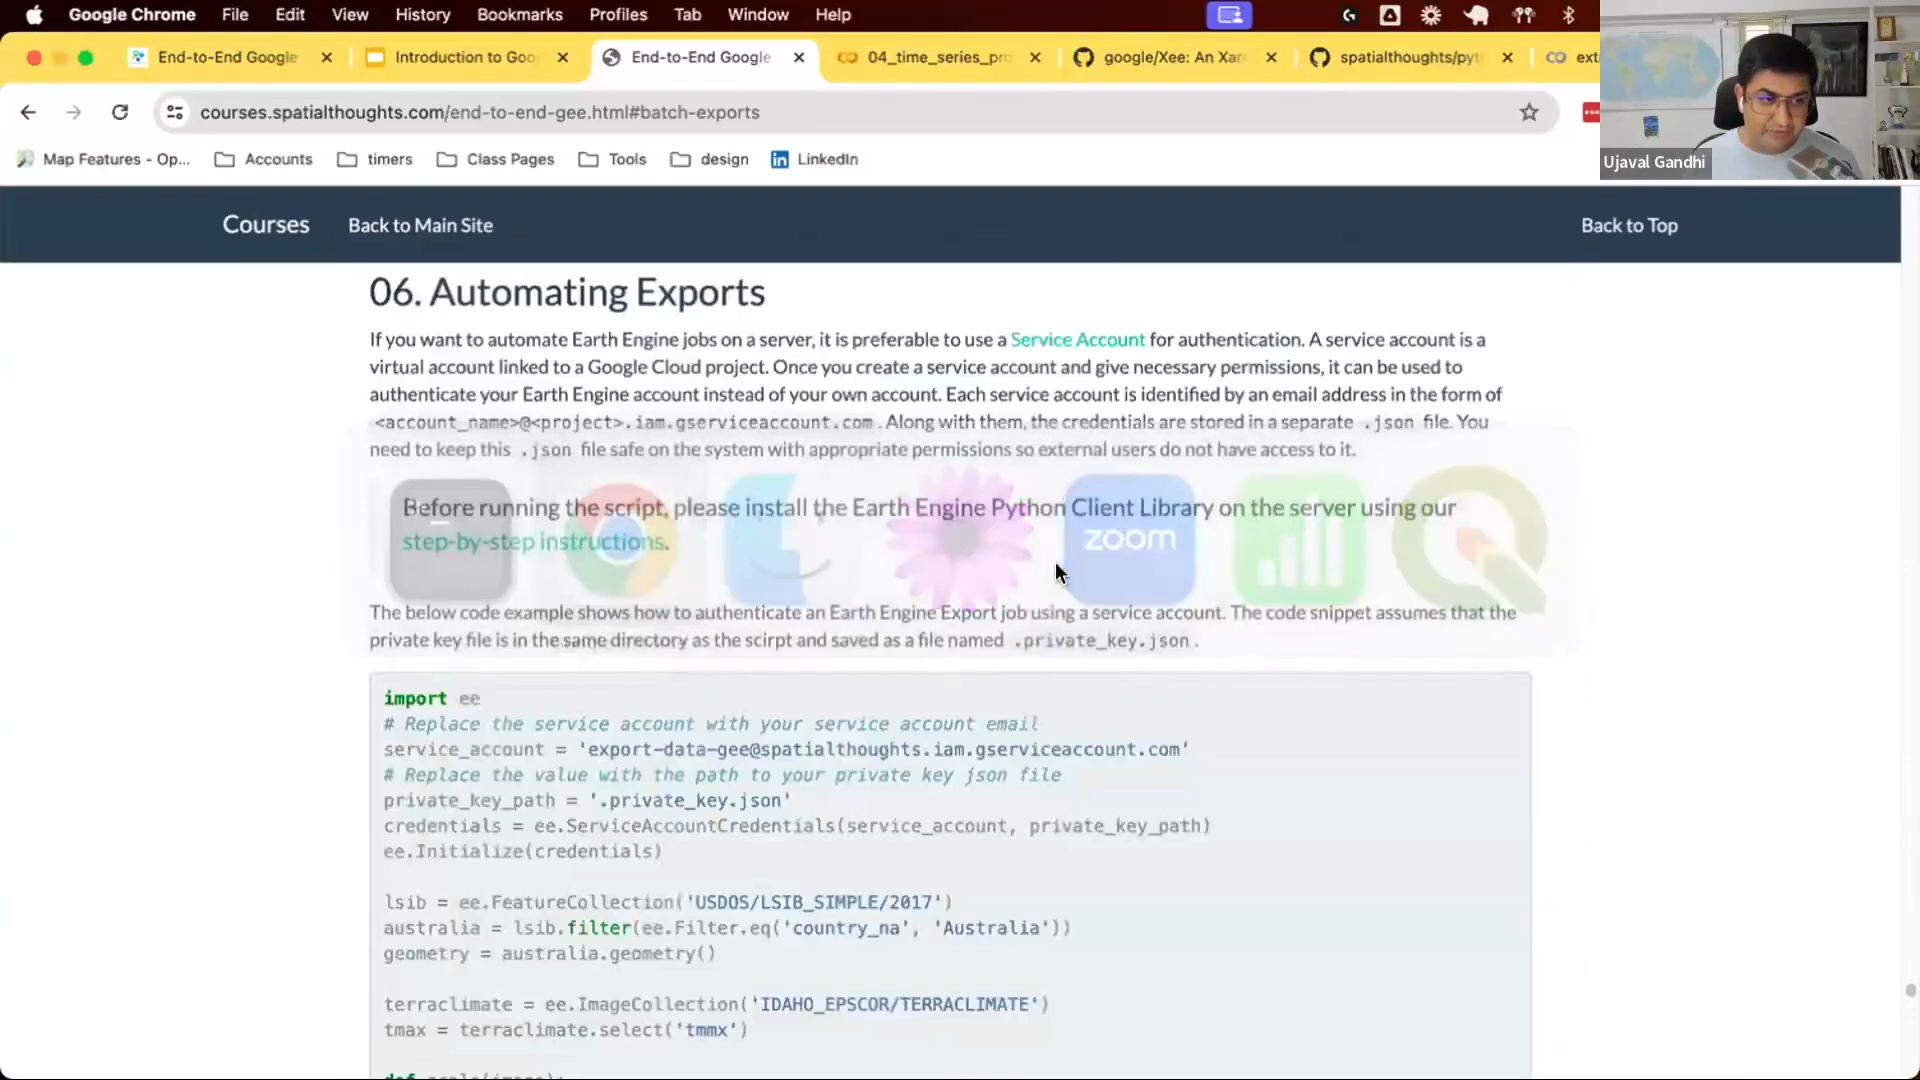 Google Chrome File Edit View History Bookmarks Profiles Tab Window Help
End-to-End Google
Introduction to Goo
End-to-End Google
04_time_series_pro
google/Xee: An Xar
spatialthoughts/pyt
ext
courses.spatialthoughts.com/end-to-end-gee.html#batch-exports
Map Features - Op...
Accounts
timers
Class Pages
Tools
design
LinkedIn
Ujaval Gandhi
Courses
Back to Main Site
Back to Top
06. Automating Exports
If you want to automate Earth Engine jobs on a server, it is preferable to use a Service Account for authentication. A service account is a
virtual account linked to a Google Cloud project. Once you create a service account and give necessary permissions, it can be used to
authenticate your Earth Engine account instead of your own account. Each service account is identified by an email address in the form of
<account_name>@<project>.iam.gserviceaccount.com. Along with them, the credentials are stored in a separate .json file. You
need to keep this .json file safe on the system with appropriate permissions so external users do not have access to it.
Before running the script, please install the Earth Engine Python Client Library on the server using our
step-by-step instructions.
zoom
The below code example shows how to authenticate an Earth Engine Export job using a service account. The code snippet assumes that the
private key file is in the same directory as the scirpt and saved as a file named .private_key.json.
import ee
# Replace the service account with your service account email
service_account = 'export-data-gee@spatialthoughts.iam.gserviceaccount.com'
# Replace the value with the path to your private key json file
private_key_path = '.private_key.json'
credentials = ee.ServiceAccountCredentials(service_account, private_key_path)
ee.Initialize(credentials)
lsib = ee.FeatureCollection('USDOS/LSIB_SIMPLE/2017')
australia = lsib.filter(ee.Filter.eq('country_na', 'Australia'))
geometry = australia.geometry()
terraclimate = ee.ImageCollection('IDAHO_EPSCOR/TERRACLIMATE')
tmax = terraclimate.select('tmmx')